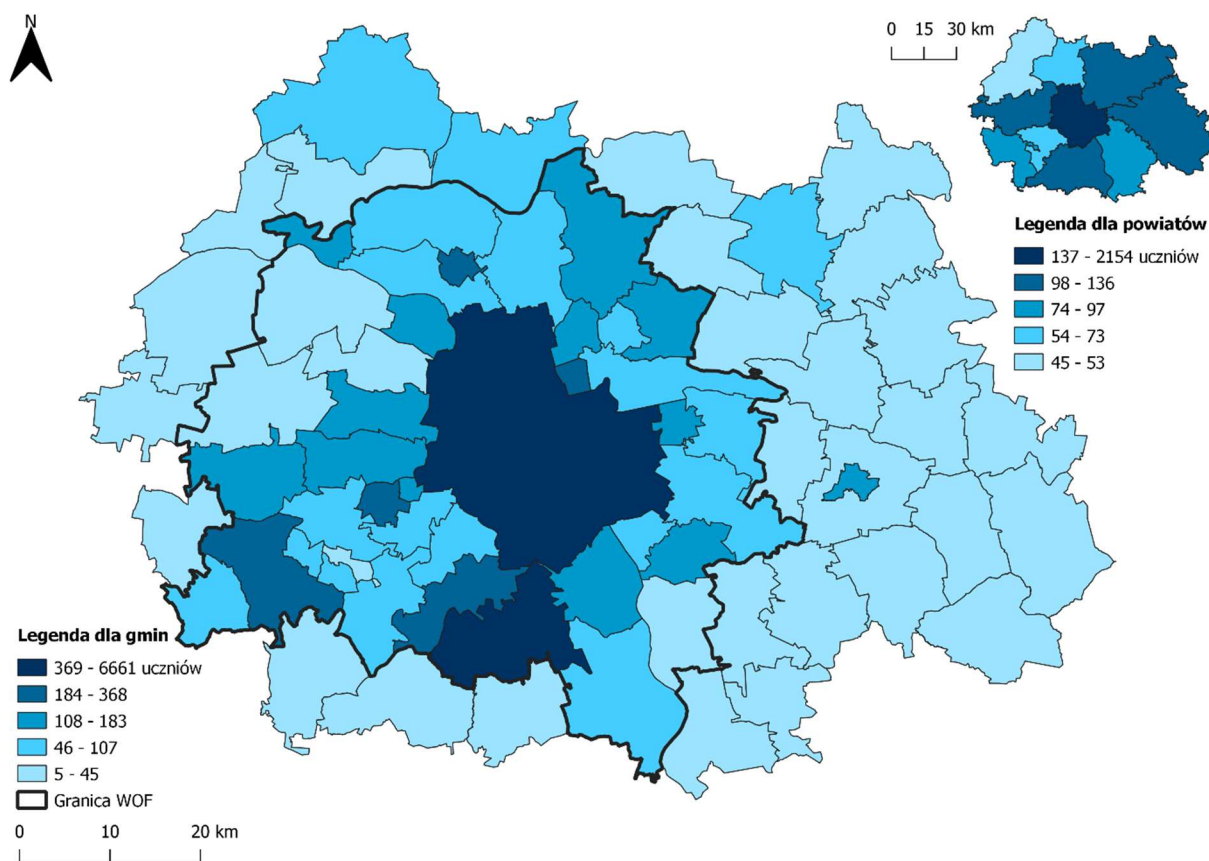 N
0 15 30 km
Legenda dla powiatów
137 - 2154 uczniów
98 - 136
74 - 97
54 - 73
45 - 53
Legenda dla gmin
369 - 6661 uczniów
184 - 368
108 - 183
46 - 107
5 - 45
Granica WOF
0 10 20 km